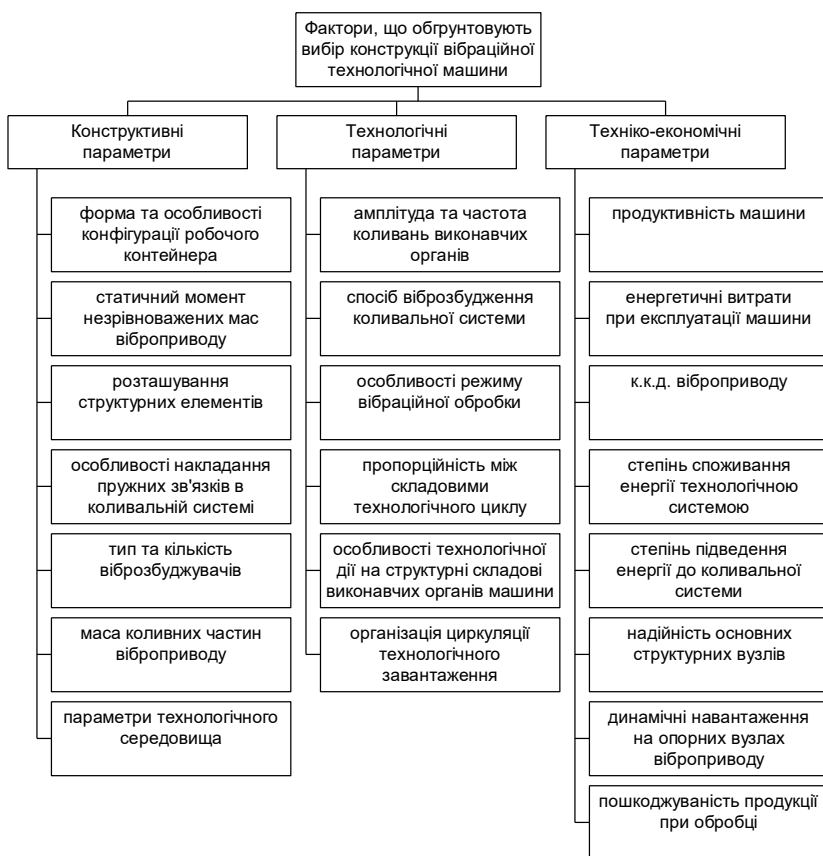 Фактори, що обгрунтовують
вибір конструкції вібраційної
технологічної машини
Конструктивні
параметри
форма та особливості
конфігурації робочого
контейнера
статичний момент
незрівноважених мас
віброприводу
розташування
структурних елементів
особливості накладання
пружних зв'язків в
коливальній системі
тип та кількість
віброзбуджувачів
маса коливних частин
віброприводу
параметри технологічного
середовища
Технологічні
параметри
амплітуда та частота
коливань виконавчих
органів
спосіб віброзбудження
коливальної системи
особливості режиму
вібраційної обробки
пропорційність між
складовими
технологічного циклу
особливості технологічної
дії на структурні складові
виконавчих органів машини
організація циркуляції
технологічного
завантаження
Техніко-економічні
параметри
продуктивність машини
енергетичні витрати
при експлуатації машини
к.к.д. віброприводу
степінь споживання
енергії технологічною
системою
степінь підведення
енергії до коливальної
системи
надійність основних
структурних вузлів
динамічні навантаження
на опорних вузлах
віброприводу
пошкоджуваність продукції
при обробці